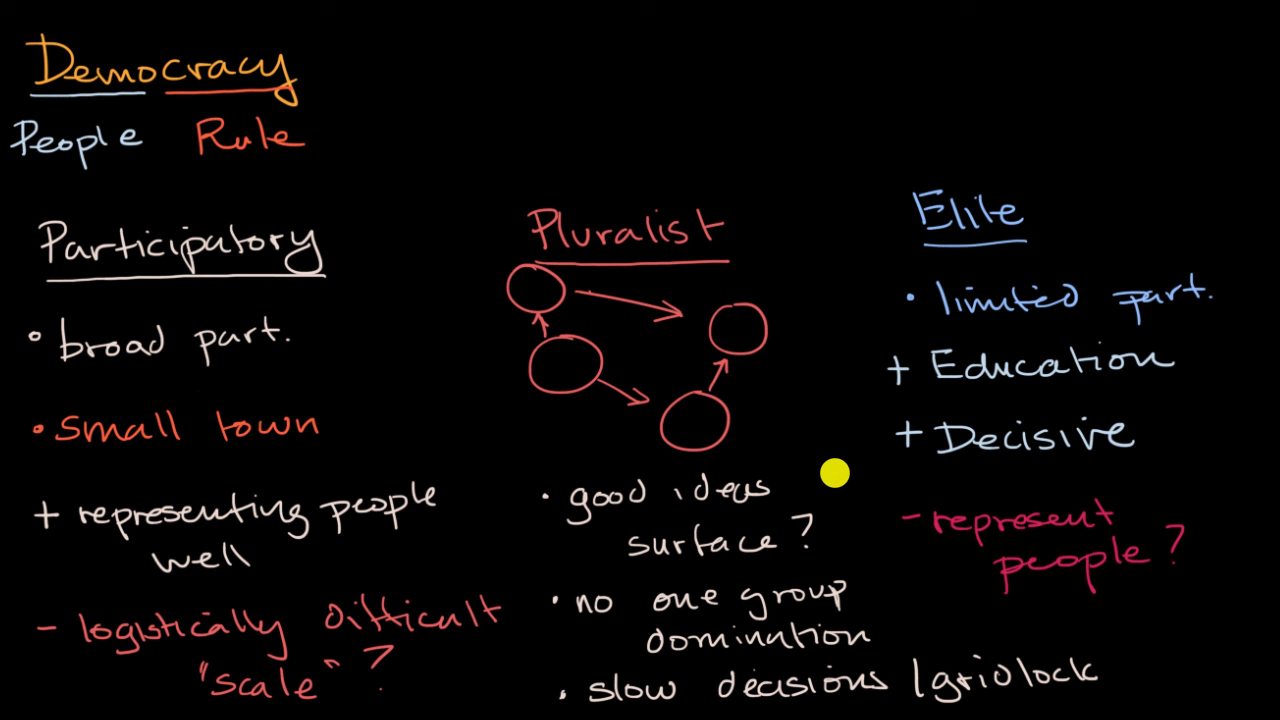 Democracy
People Rule
Participatory
• broad part.
• small town
+ representing people
well
- logistically difficult
"scale" ?
Pluralist
• good ideas
surface?
• no one group
domination
• slow decisions / gridlock
Elite
• limited part.
+ Education
+ Decisive
- represent
people?